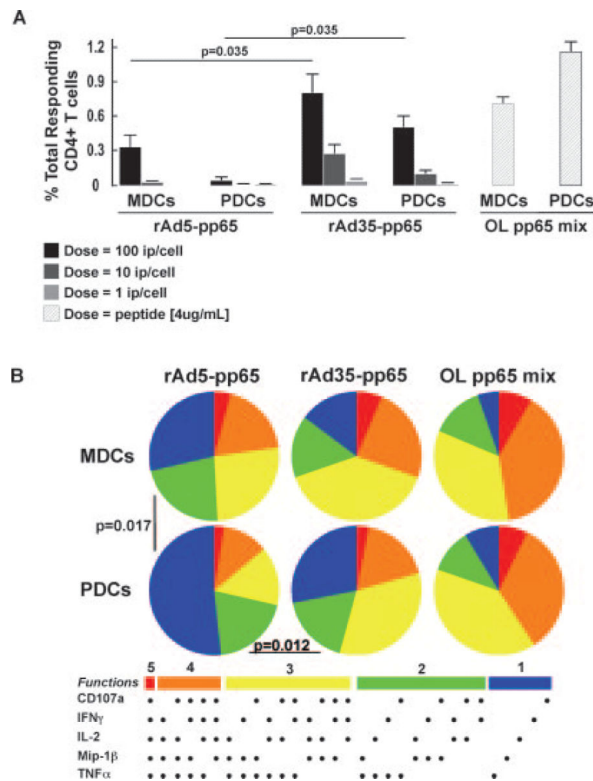 A
% Total Responding
CD4+ T cells
1.2
0.9
0.6
0.3
0
p=0.035
p=0.035
MDCs PDCs MDCs PDCs MDCs PDCs
rAd5-pp65 rAd35-pp65 OL pp65 mix
Dose = 100 ip/cell
Dose = 10 ip/cell
Dose = 1 ip/cell
Dose = peptide [4ug/mL]
B
rAd5-pp65 rAd35-pp65 OL pp65 mix
MDCs
p=0.017
PDCs
p=0.012
Functions 5 4 3 2 1
CD107a
IFNγ
IL-2
Mip-1β
TNFα